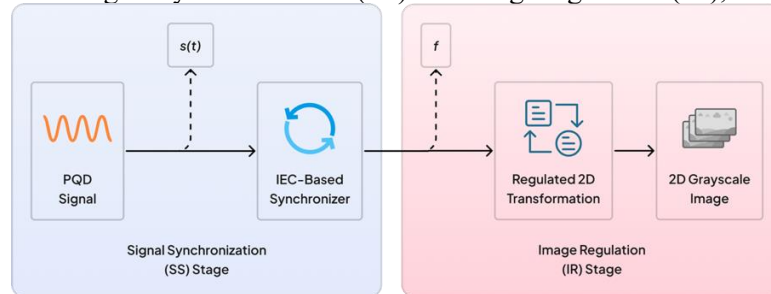 s(t)
f
PQD
Signal
IEC-Based
Synchronizer
Regulated 2D
Transformation
2D Grayscale
Image
Signal Synchronization
(SS) Stage
Image Regulation
(IR) Stage